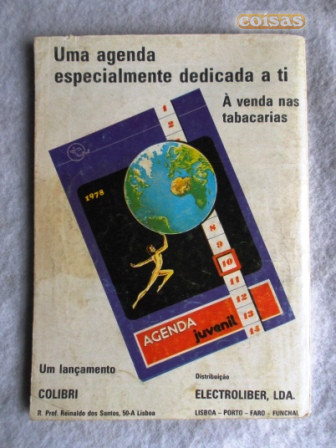 coisas
Uma agenda
especialmente dedicada a ti
À venda nas
tabacarias
1
2
1978
8
9
10
11
12
13
14
AGENDA
juvenil
Um lançamento
COLIBRI
R. Prof. Reinaldo dos Santos, 90-A Lisboa
Distribuição
ELECTROLIBER, LDA.
LISBOA - PORTO - FARO - FUNCHAL